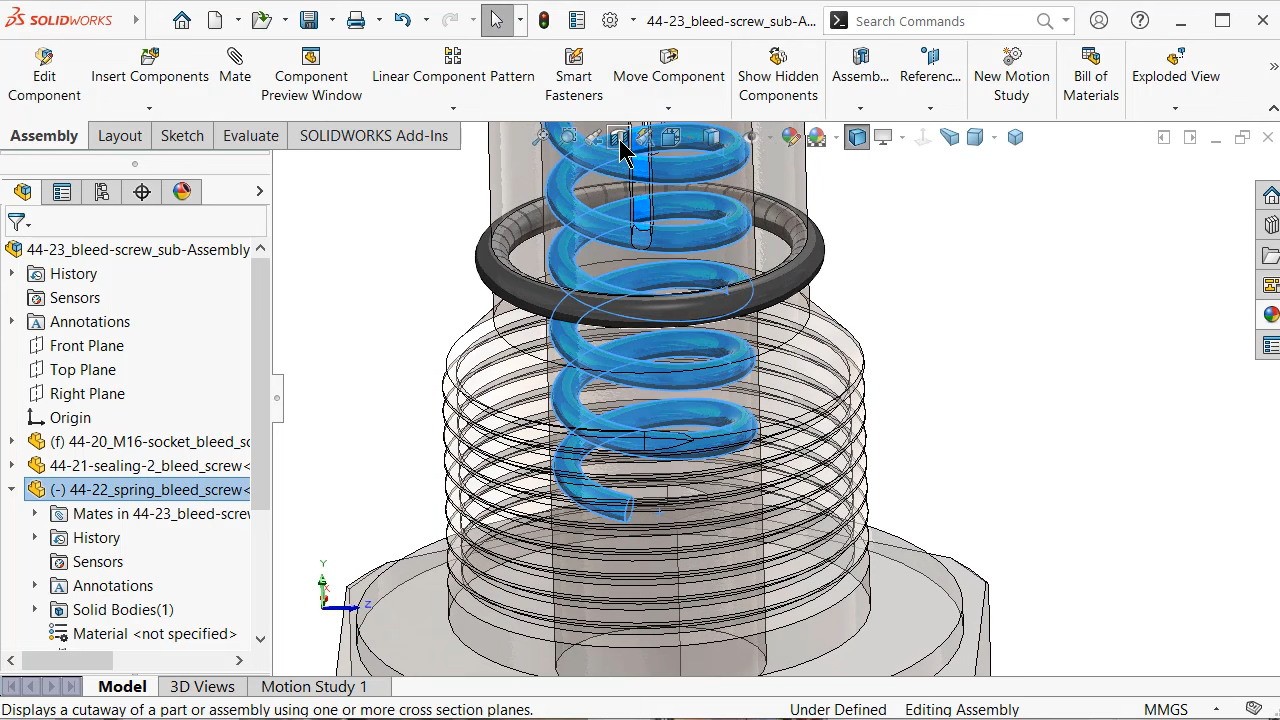 SOLIDWORKS
44-23_bleed-screw_sub-A...
Search Commands
Edit Component
Insert Components
Mate
Component Preview Window
Linear Component Pattern
Smart Fasteners
Move Component
Show Hidden Components
Assemb...
Referenc...
New Motion Study
Bill of Materials
Exploded View
Assembly
Layout
Sketch
Evaluate
SOLIDWORKS Add-Ins
44-23_bleed-screw_sub-Assembly
History
Sensors
Annotations
Front Plane
Top Plane
Right Plane
Origin
(f) 44-20_M16-socket_bleed_sc
44-21-sealing-2_bleed_screw<
(-) 44-22_spring_bleed_screw<
Mates in 44-23_bleed-screw
History
Sensors
Annotations
Solid Bodies(1)
Material <not specified>
Y
X
Z
Model
3D Views
Motion Study 1
Displays a cutaway of a part or assembly using one or more cross section planes.
Under Defined
Editing Assembly
MMGS